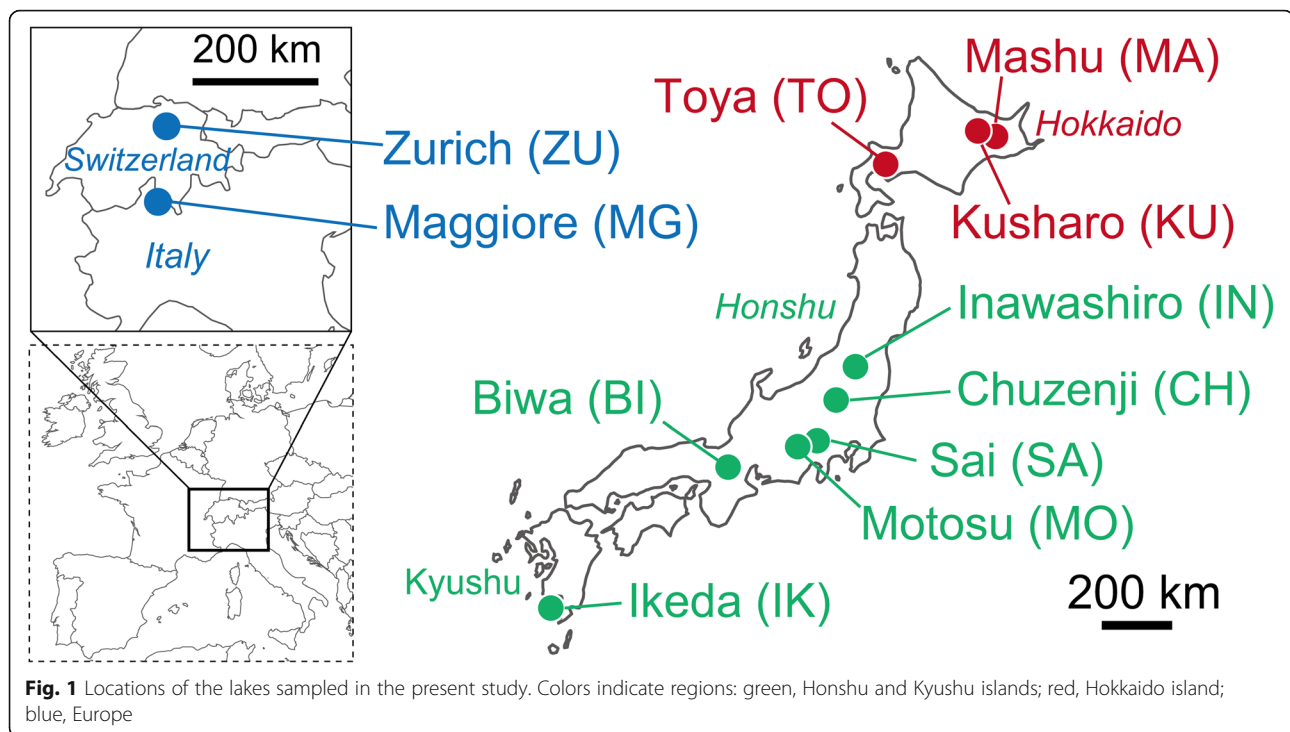 200 km
Switzerland
Italy
Zurich (ZU)
Maggiore (MG)
Mashu (MA)
Toya (TO)
Hokkaido
Kusharo (KU)
Honshu
Inawashiro (IN)
Chuzenji (CH)
Biwa (BI)
Sai (SA)
Motosu (MO)
Kyushu
Ikeda (IK)
200 km
Fig. 1 Locations of the lakes sampled in the present study. Colors indicate regions: green, Honshu and Kyushu islands; red, Hokkaido island;
blue, Europe